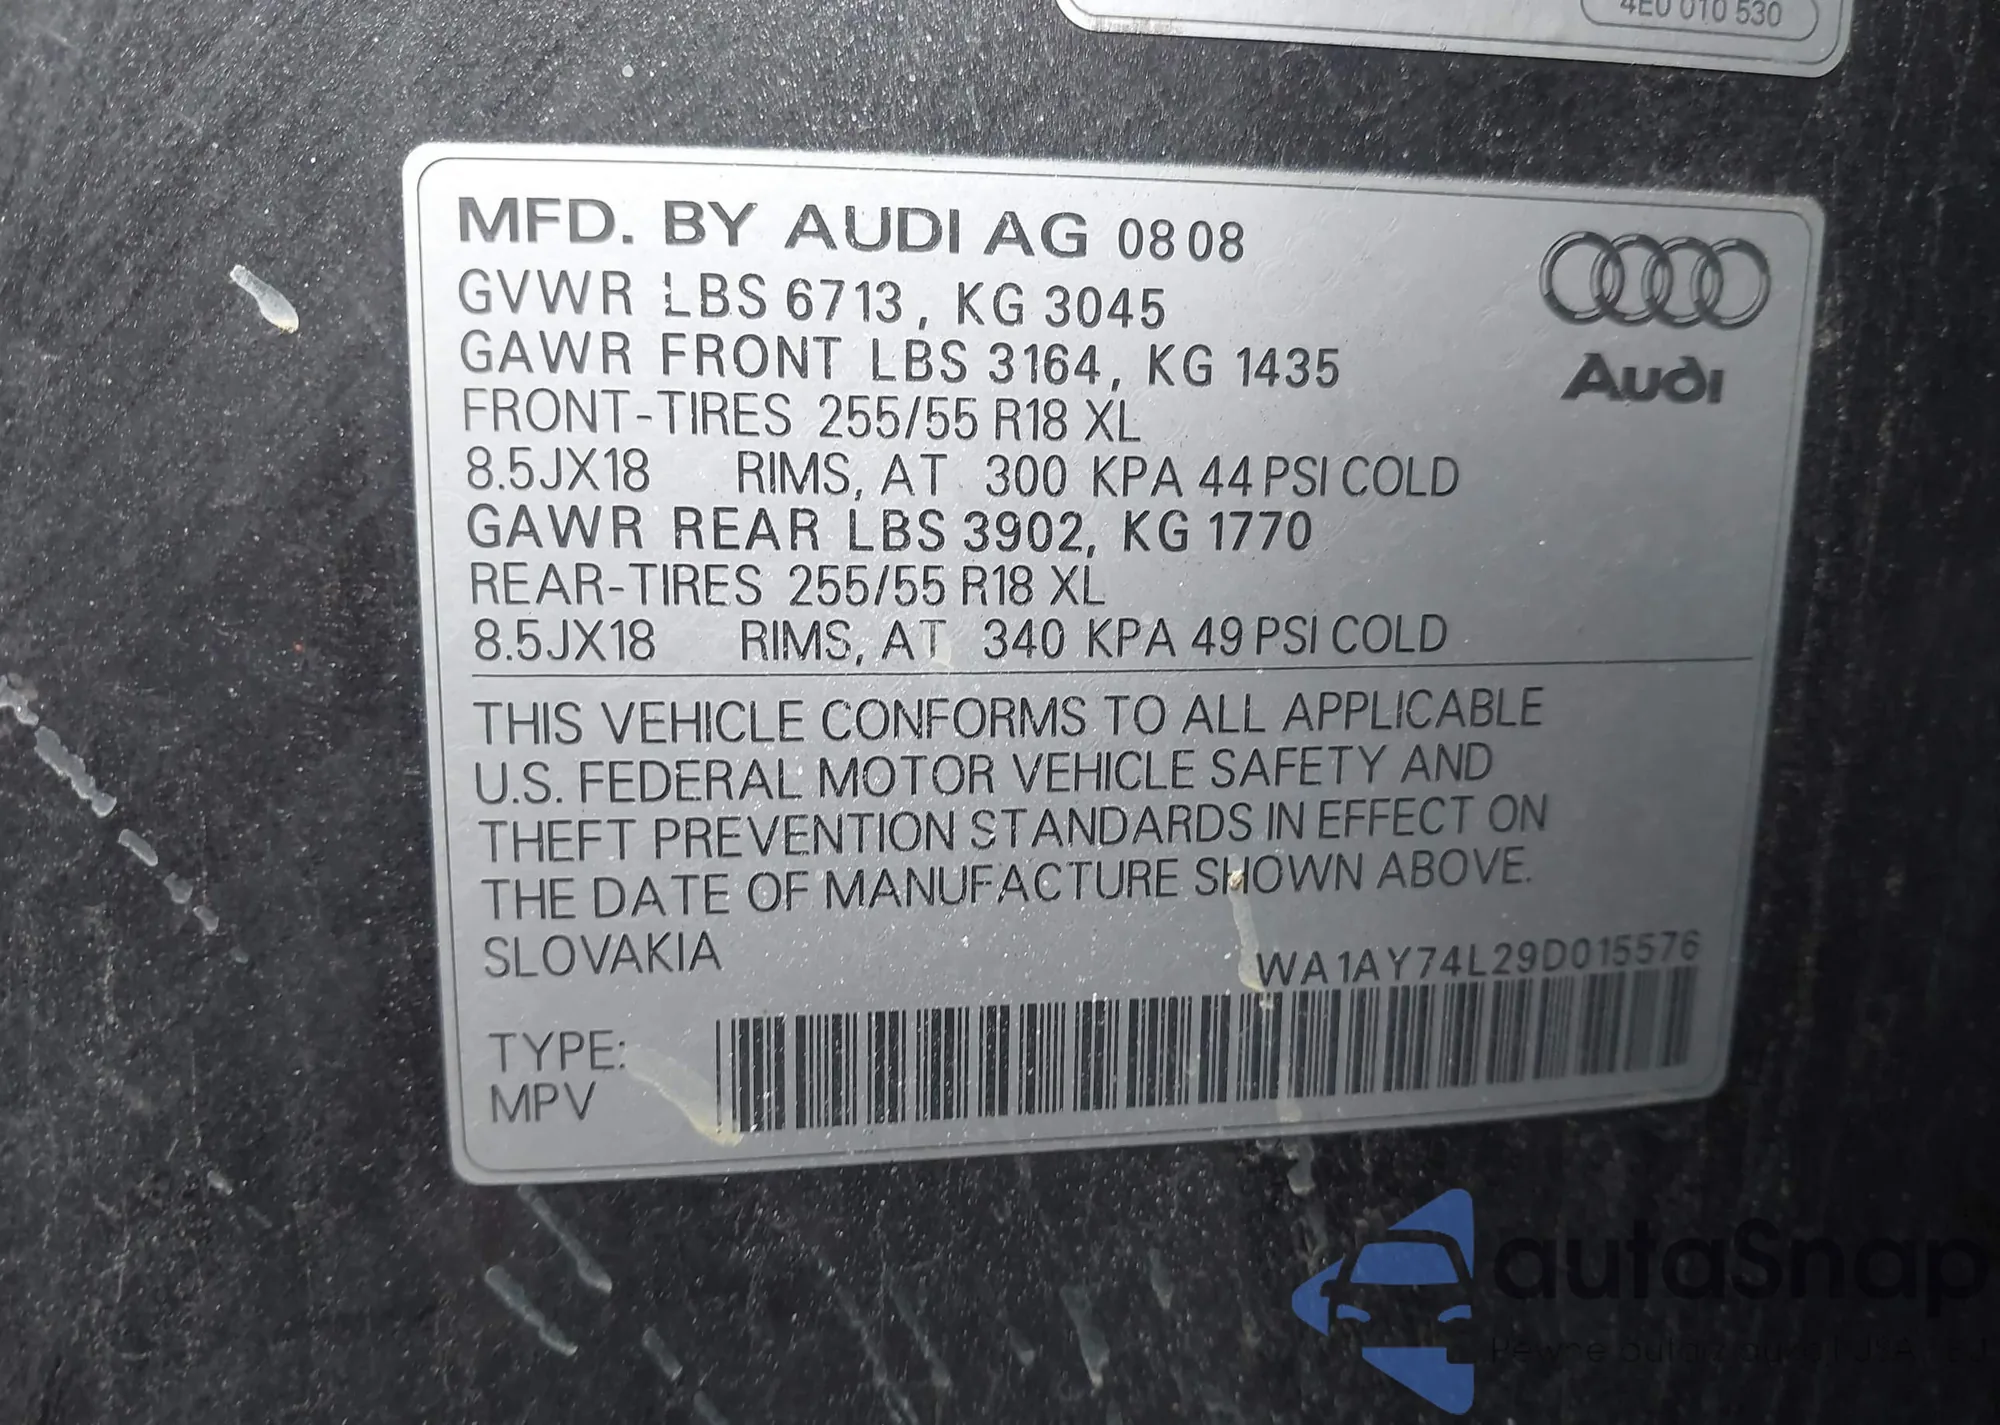 4E0 010 530
MFD. BY AUDI AG 0808
GVWR LBS 6713, KG 3045
GAWR FRONT LBS 3164, KG 1435
FRONT-TIRES 255/55 R18 XL
8.5JX18 RIMS, AT 300 KPA 44 PSI COLD
GAWR REAR LBS 3902, KG 1770
REAR-TIRES 255/55 R18 XL
8.5JX18 RIMS, AT 340 KPA 49 PSI COLD
Audi
THIS VEHICLE CONFORMS TO ALL APPLICABLE
U.S. FEDERAL MOTOR VEHICLE SAFETY AND
THEFT PREVENTION STANDARDS IN EFFECT ON
THE DATE OF MANUFACTURE SHOWN ABOVE.
SLOVAKIA
WA1AY74L29D015576
TYPE:
MPV
autaSnap